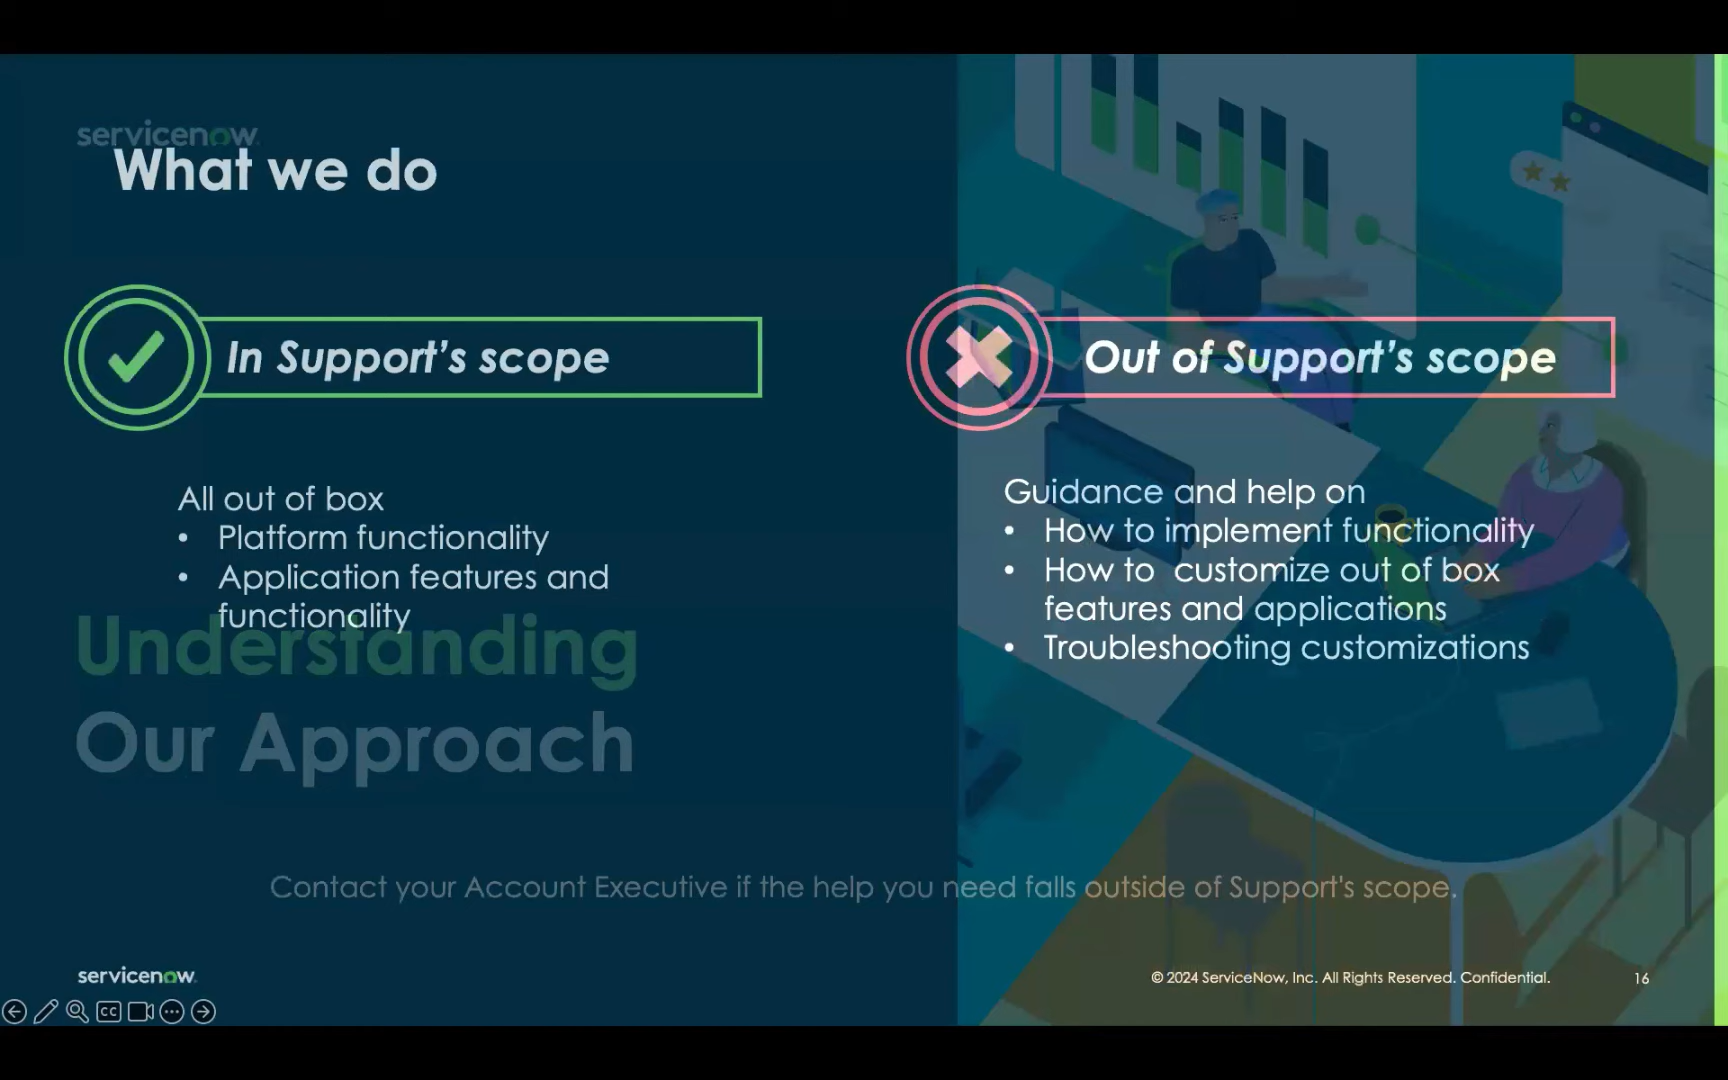 servicenow
What we do
In Support's scope
All out of box
• Platform functionality
• Application features and
functionality
Out of Support's scope
Guidance and help on
• How to implement functionality
• How to  customize out of box
features and applications
• Troubleshooting customizations
Understanding
Our Approach
Contact your Account Executive if the help you need falls outside of Support's scope.
servicenow
© 2024 ServiceNow, Inc. All Rights Reserved. Confidential.
16
CC